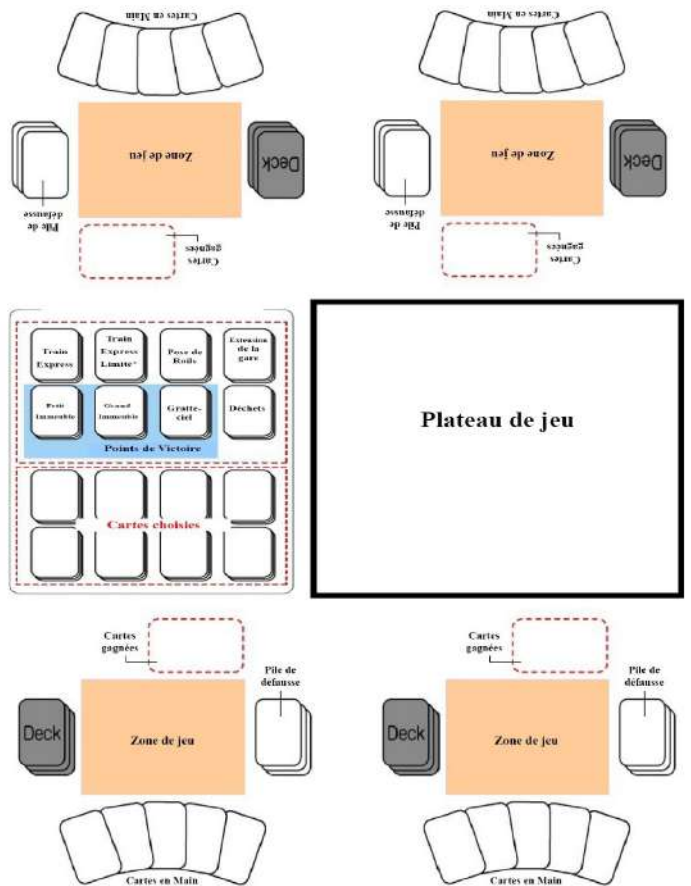 Cartes en Main
Cartes en Main
Zone de jeu
Deck
Pile de
défausse
Cartes
gagnées
Zone de jeu
Deck
Pile de
défausse
Cartes
gagnées
Train
Express
Train
Express
Limité*
Pose de
Rails
Extension
de la
gare
Petit
Immeuble
Grand
Immeuble
Gratte-
ciel
Déchets
Points de Victoire
Cartes choisies
Plateau de jeu
Cartes
gagnées
Pile de
défausse
Deck
Zone de jeu
Cartes en Main
Cartes
gagnées
Pile de
défausse
Deck
Zone de jeu
Cartes en Main